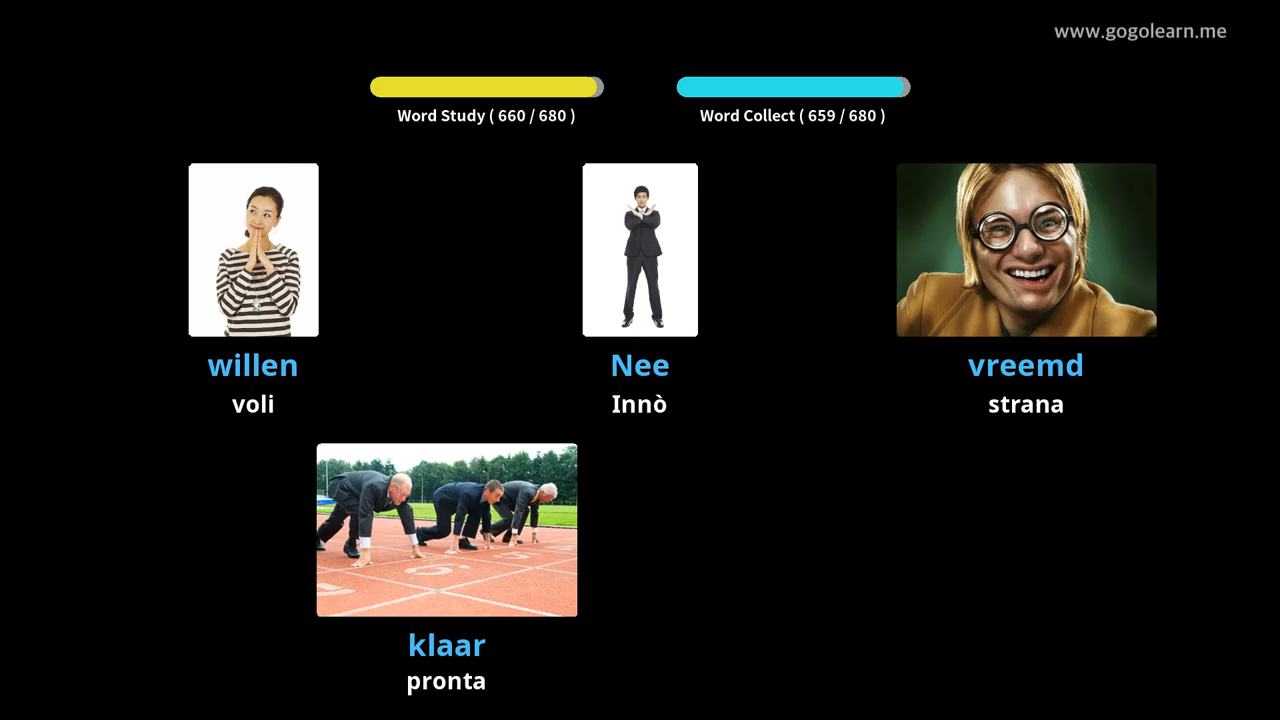 www.gogolearn.me
Word Study ( 660 / 680 )
Word Collect ( 659 / 680 )
willen
voli
Nee
Innò
vreemd
strana
klaar
pronta